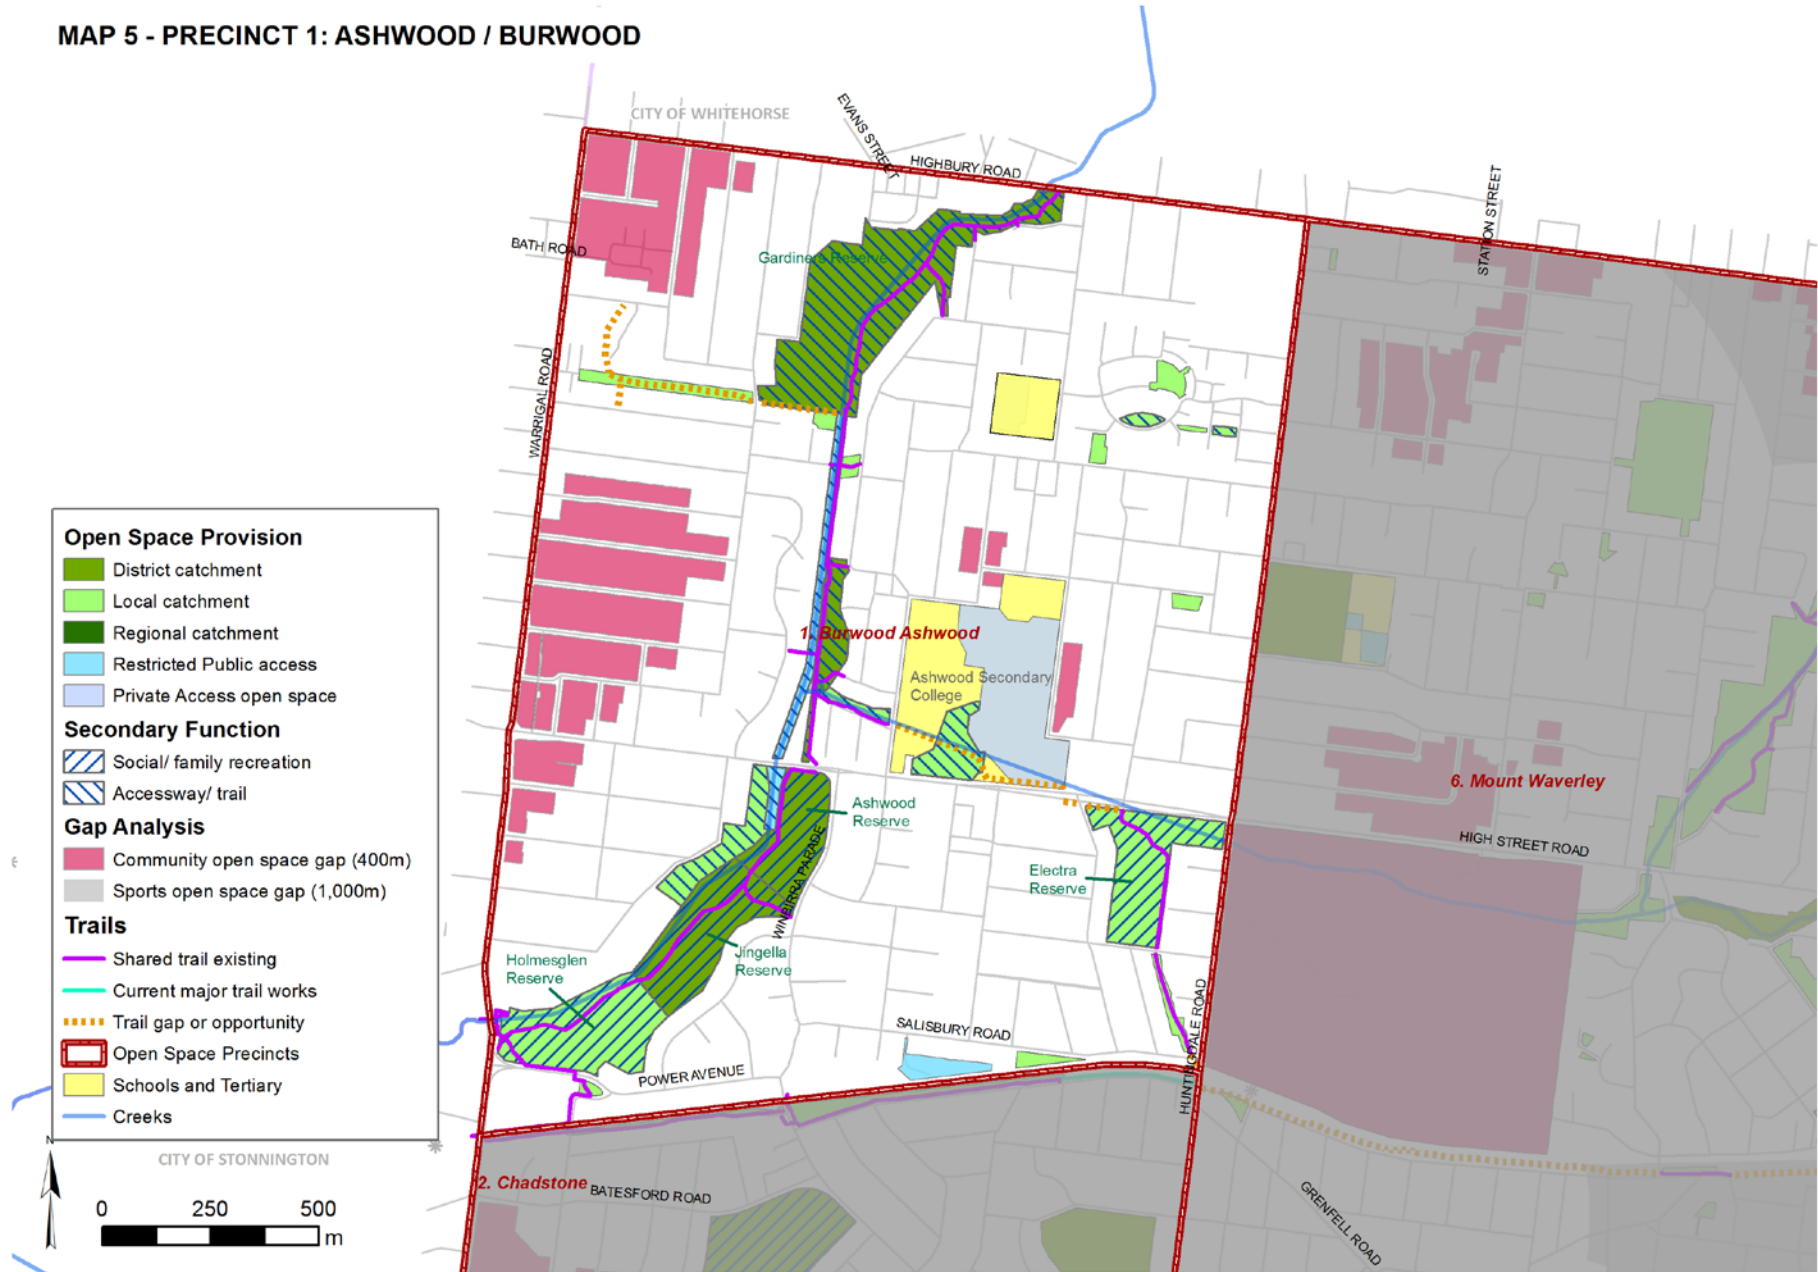 MAP 5 - PRECINCT 1: ASHWOOD / BURWOOD
CITY OF WHITEHORSE
EVANS STREET
HIGHBURY ROAD
STATION STREET
BATH ROAD
Gardiners Reserve
WARRIGAL ROAD
1. Burwood Ashwood
Ashwood Secondary
College
6. Mount Waverley
Ashwood
Reserve
WINBIRRA PARADE
HIGH STREET ROAD
Electra
Reserve
Jingella
Reserve
Holmesglen
Reserve
SALISBURY ROAD
HUNTINGDALE ROAD
POWER AVENUE
2. Chadstone
BATESFORD ROAD
GRENFELL ROAD
CITY OF STONNINGTON
Open Space Provision
District catchment
Local catchment
Regional catchment
Restricted Public access
Private Access open space
Secondary Function
Social/ family recreation
Accessway/ trail
Gap Analysis
Community open space gap (400m)
Sports open space gap (1,000m)
Trails
Shared trail existing
Current major trail works
Trail gap or opportunity
Open Space Precincts
Schools and Tertiary
Creeks
N
0 250 500
m